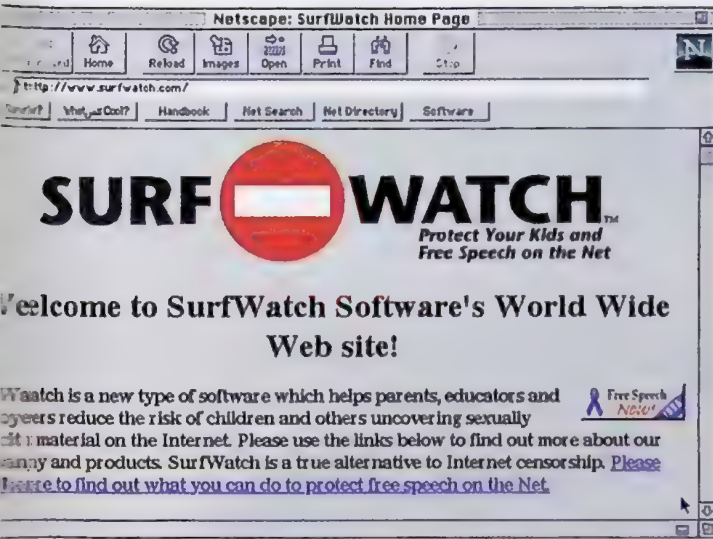 Netscape: SurfWatch Home Page
Home Reload Images Open Print Find Stop
http://www.surfwatch.com/
What's Cool? Handbook Net Search Net Directory Software
N
SURF WATCH™
Protect Your Kids and
Free Speech on the Net
Welcome to SurfWatch Software's World Wide
Web site!
Watch is a new type of software which helps parents, educators and
reduce the risk of children and others uncovering sexually
material on the Internet. Please use the links below to find out more about our
and products. SurfWatch is a true alternative to Internet censorship. Please
to find out what you can do to protect free speech on the Net.
Free Speech
NOW!